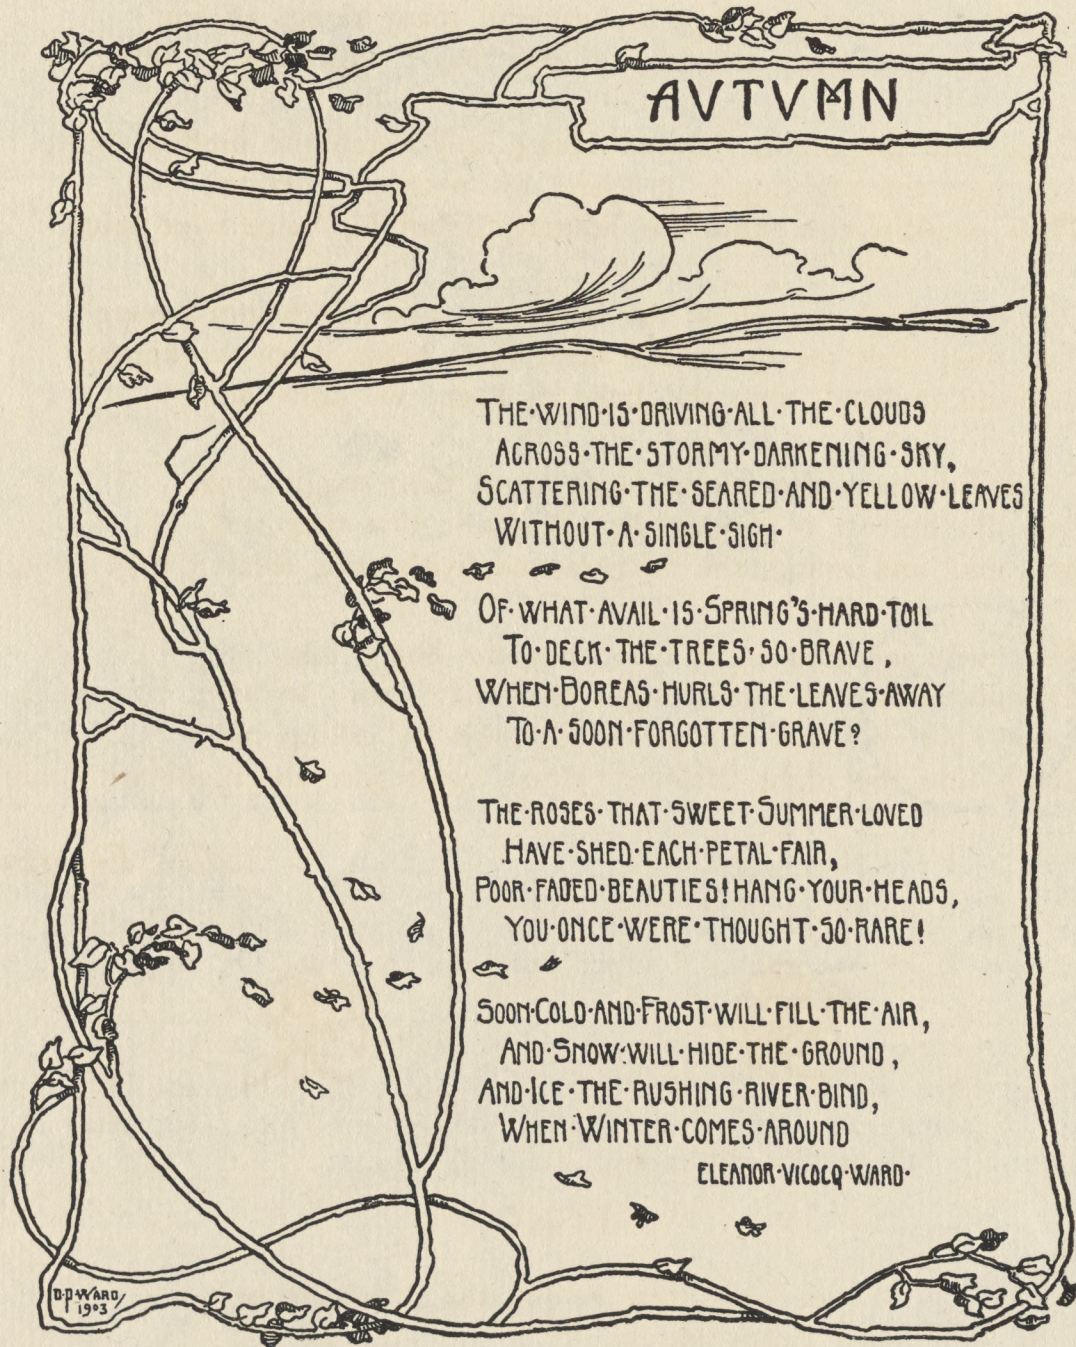 AVTVMN
THE·WIND·IS·DRIVING·ALL·THE·CLOUDS
ACROSS·THE·STORMY·DARKENING·SKY,
SCATTERING·THE·SEARED·AND·YELLOW·LEAVES
WITHOUT·A·SINGLE·SIGH·
OF·WHAT·AVAIL·IS·SPRING'S·HARD·TOIL
TO·DECK·THE·TREES·SO·BRAVE,
WHEN·BOREAS·HURLS·THE·LEAVES·AWAY
TO·A·SOON·FORGOTTEN·GRAVE?
THE·ROSES·THAT·SWEET·SUMMER·LOVED
HAVE·SHED·EACH·PETAL·FAIR,
POOR·FADED·BEAUTIES!HANG·YOUR·HEADS,
YOU·ONCE·WERE·THOUGHT·SO·RARE!
SOON·COLD·AND·FROST·WILL·FILL·THE·AIR,
AND·SNOW·WILL·HIDE·THE·GROUND,
AND·ICE·THE·RUSHING·RIVER·BIND,
WHEN·WINTER·COMES·AROUND
ELEANOR·VICOCQ·WARD·
D·P·WARD/
1903